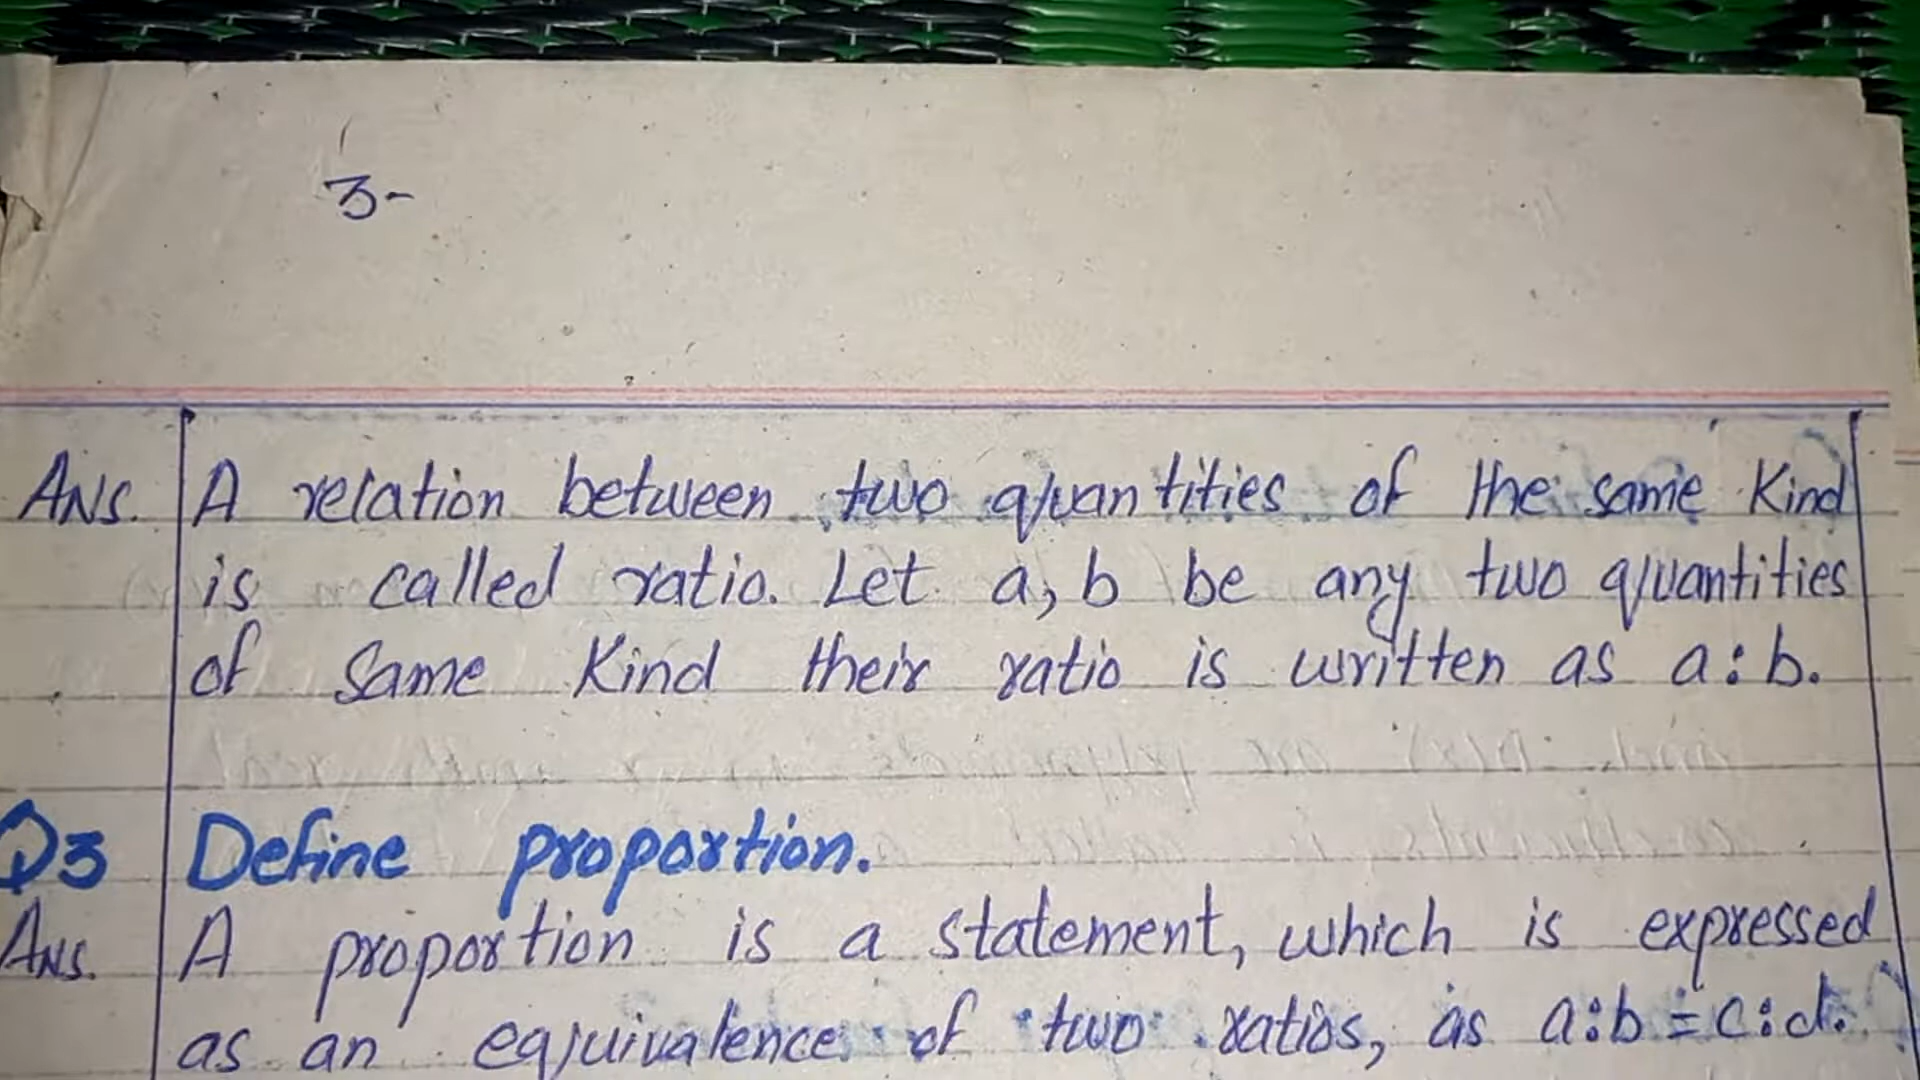 3-
Ans. A relation between two quantities of the same Kind
is called ratio. Let a, b be any two quantities
of same Kind their ratio is written as a:b.
Q3 Define proportion.
Ans. A proportion is a statement, which is expressed
as an equivalence of two ratios, as a:b = c:d.